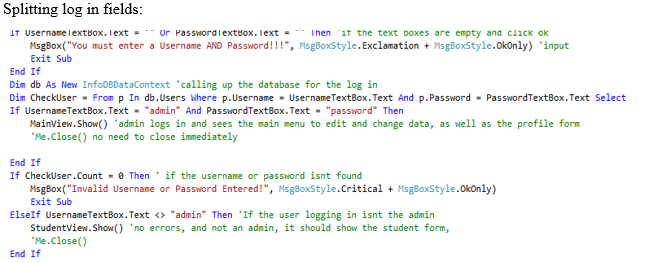 Splitting log in fields:
If UsernameTextBox.Text = "" Or PasswordTextBox.Text = "" Then 'if the text boxes are empty and click ok
MsgBox("You must enter a Username AND Password!!!", MsgBoxStyle.Exclamation + MsgBoxStyle.OkOnly) 'input
Exit Sub
End If
Dim db As New InfoDBDataContext 'calling up the database for the log in
Dim CheckUser = From p In db.Users Where p.Username = UsernameTextBox.Text And p.Password = PasswordTextBox.Text Select
If UsernameTextBox.Text = "admin" And PasswordTextBox.Text = "password" Then
MainView.Show() 'admin logs in and sees the main menu to edit and change data, as well as the profile form
'Me.Close() no need to close immediately
End If
If CheckUser.Count = 0 Then ' if the username or password isnt found
MsgBox("Invalid Username or Password Entered!", MsgBoxStyle.Critical + MsgBoxStyle.OkOnly)
Exit Sub
ElseIf UsernameTextBox.Text <> "admin" Then 'If the user logging in isnt the admin
StudentView.Show() 'no errors, and not an admin, it should show the student form,
'Me.Close()
End If